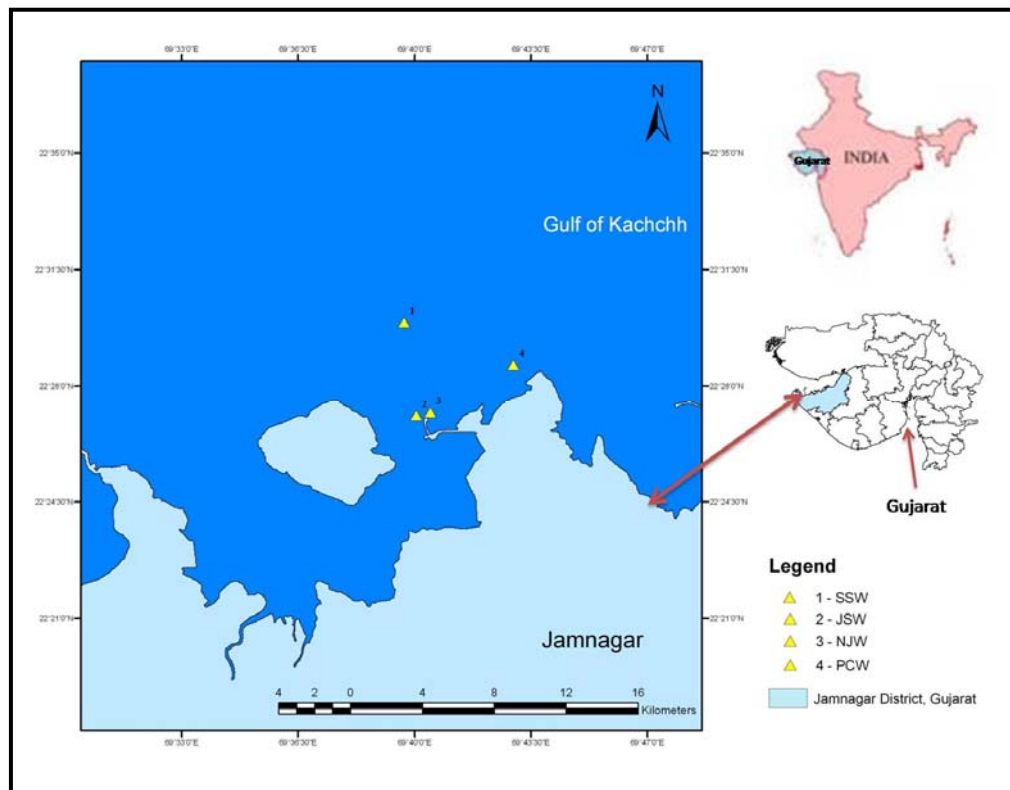 69°33'0"E 69°36'30"E 69°40'0"E 69°43'30"E 69°47'0"E
N
22°35'0"N 22°35'0"N
Gulf of Kachchh
22°31'30"N 22°31'30"N
1
4
22°28'0"N 22°28'0"N
2 3
22°24'30"N 22°24'30"N
22°21'0"N 22°21'0"N
Jamnagar
4 2 0 4 8 12 16
Kilometers
69°33'0"E 69°36'30"E 69°40'0"E 69°43'30"E 69°47'0"E
Gujarat INDIA
Gujarat
Legend
1 - SSW
2 - JSW
3 - NJW
4 - PCW
Jamnagar District, Gujarat